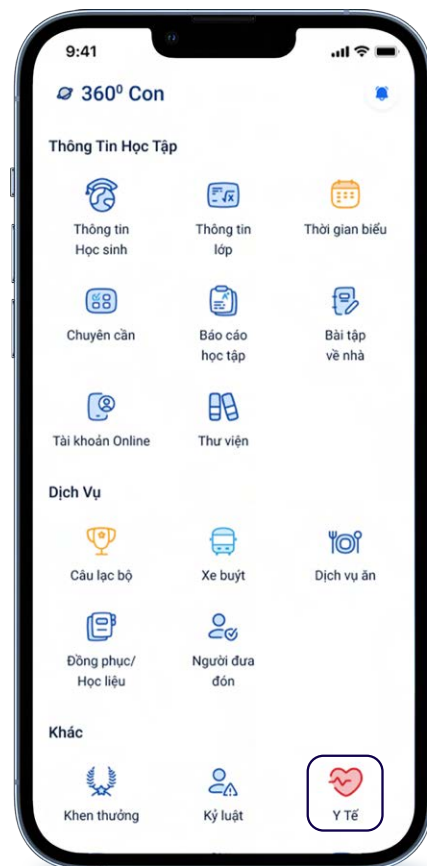 9:41
360⁰ Con
Thông Tin Học Tập
Thông tin
Học sinh
Thông tin
lớp
Thời gian biểu
Chuyên cần
Báo cáo
học tập
Bài tập
về nhà
Tài khoản Online
Thư viện
Dịch Vụ
Câu lạc bộ
Xe buýt
Dịch vụ ăn
Đồng phục/
Học liệu
Người đưa
đón
Khác
Khen thưởng
Kỷ luật
Y Tế